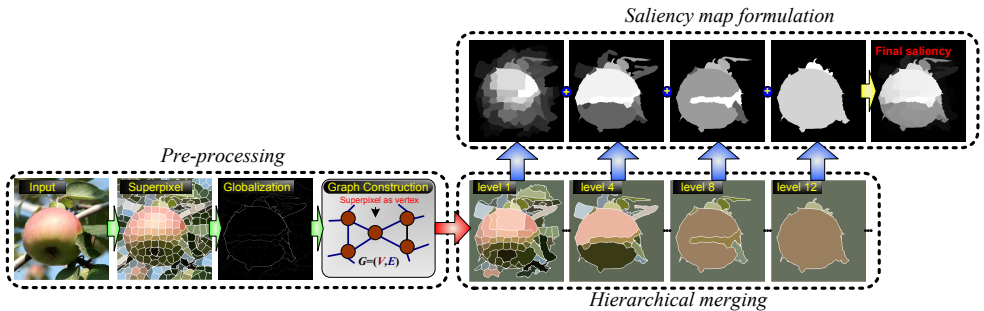 Saliency map formulation
Final saliency
+ + +
Pre-processing
Input
Superpixel
Globalization
Graph Construction
Superpixel as vertex
G=(V,E)
level 1
level 4
level 8
level 12
... ... ... ...
Hierarchical merging